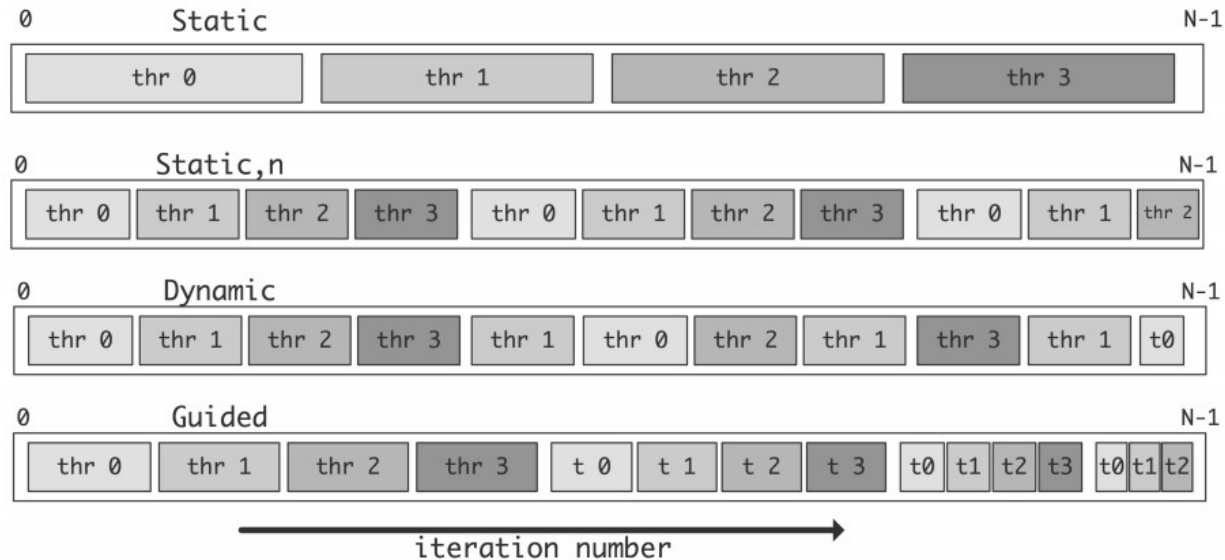 0 Static N-1
thr 0 thr 1 thr 2 thr 3
0 Static,n N-1
thr 0 thr 1 thr 2 thr 3 thr 0 thr 1 thr 2 thr 3 thr 0 thr 1 thr 2
0 Dynamic N-1
thr 0 thr 1 thr 2 thr 3 thr 1 thr 0 thr 2 thr 1 thr 3 thr 1 t0
0 Guided N-1
thr 0 thr 1 thr 2 thr 3 t 0 t 1 t 2 t 3 t0 t1 t2 t3 t0 t1 t2
iteration number